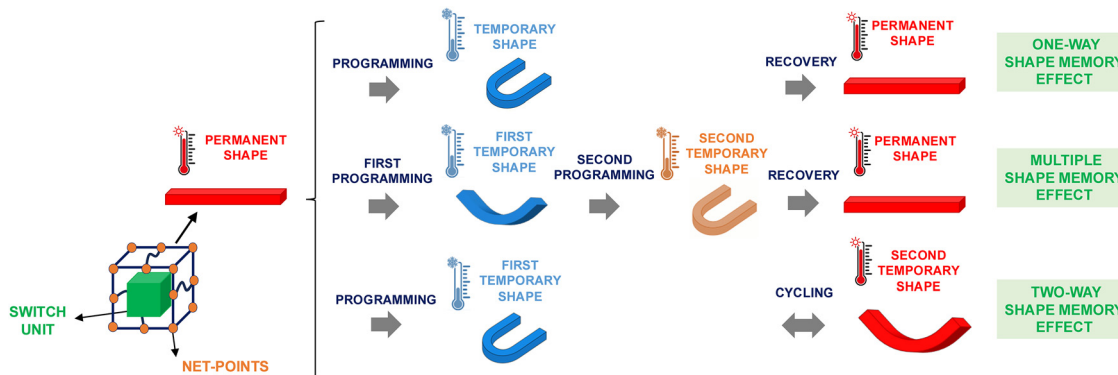 PERMANENT
SHAPE
SWITCH
UNIT
NET-POINTS
PROGRAMMING
TEMPORARY
SHAPE
RECOVERY
PERMANENT
SHAPE
ONE-WAY
SHAPE MEMORY
EFFECT
FIRST
PROGRAMMING
FIRST
TEMPORARY
SHAPE
SECOND
PROGRAMMING
SECOND
TEMPORARY
SHAPE
RECOVERY
PERMANENT
SHAPE
MULTIPLE
SHAPE MEMORY
EFFECT
PROGRAMMING
FIRST
TEMPORARY
SHAPE
CYCLING
SECOND
TEMPORARY
SHAPE
TWO-WAY
SHAPE MEMORY
EFFECT